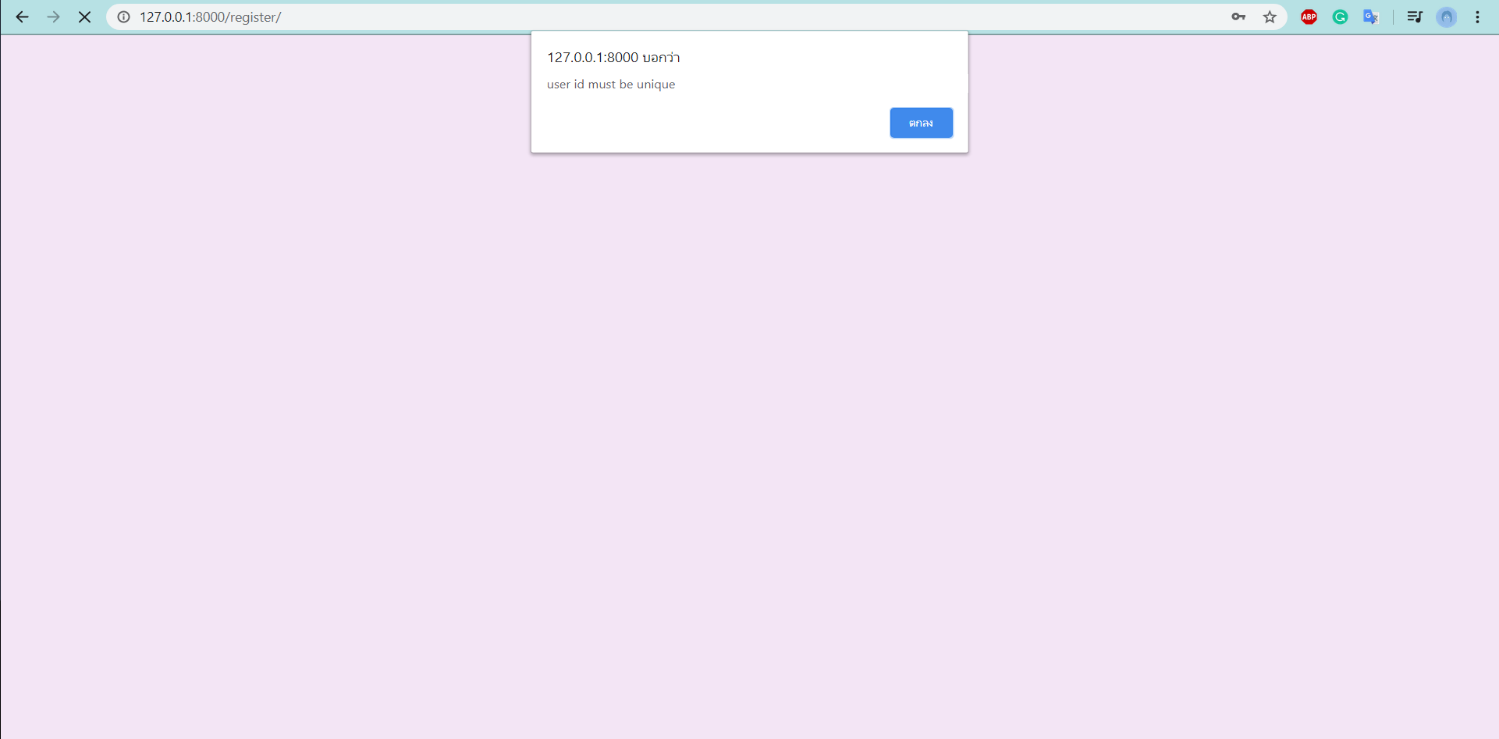 127.0.0.1:8000/register/
ABP
127.0.0.1:8000 บอกว่า
user id must be unique
ตกลง